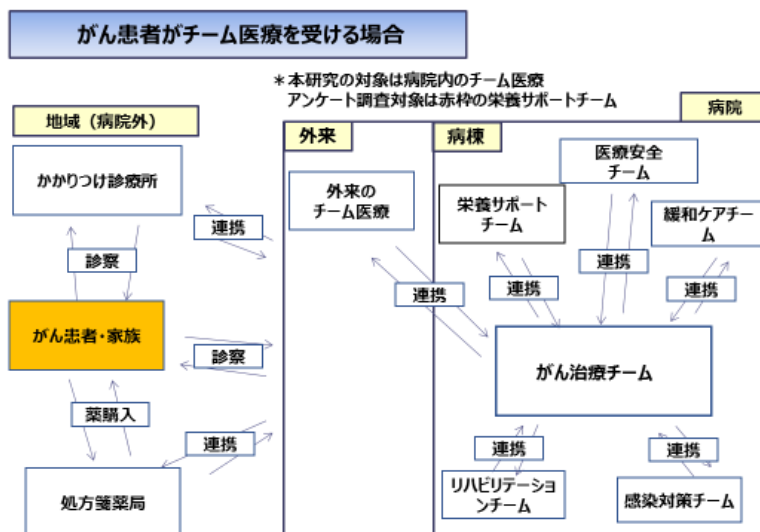 がん患者がチーム医療を受ける場合
＊本研究の対象は病院内のチーム医療
アンケート調査対象は赤枠の栄養サポートチーム
病院
地域（病院外）
外来
病棟
かかりつけ診療所
外来の
チーム医療
医療安全
チーム
栄養サポート
チーム
緩和ケアチー
ム
連携
診察
連携
連携
連携
連携
がん患者・家族
診察
がん治療チーム
薬購入
連携
連携
連携
処方箋薬局
リハビリテーショ
ンチーム
感染対策チーム